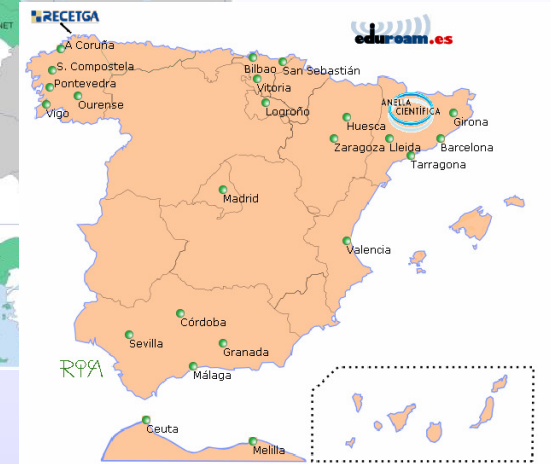 RECETGA
eduroam.es
A Coruña
S. Compostela
Pontevedra
Ourense
Vigo
Bilbao
San Sebastián
Vitoria
Logroño
ANELLA
CIENTÍFICA
Huesca
Girona
Zaragoza
Lleida
Barcelona
Tarragona
Madrid
Valencia
Córdoba
Sevilla
Granada
RICA
Málaga
Ceuta
Melilla